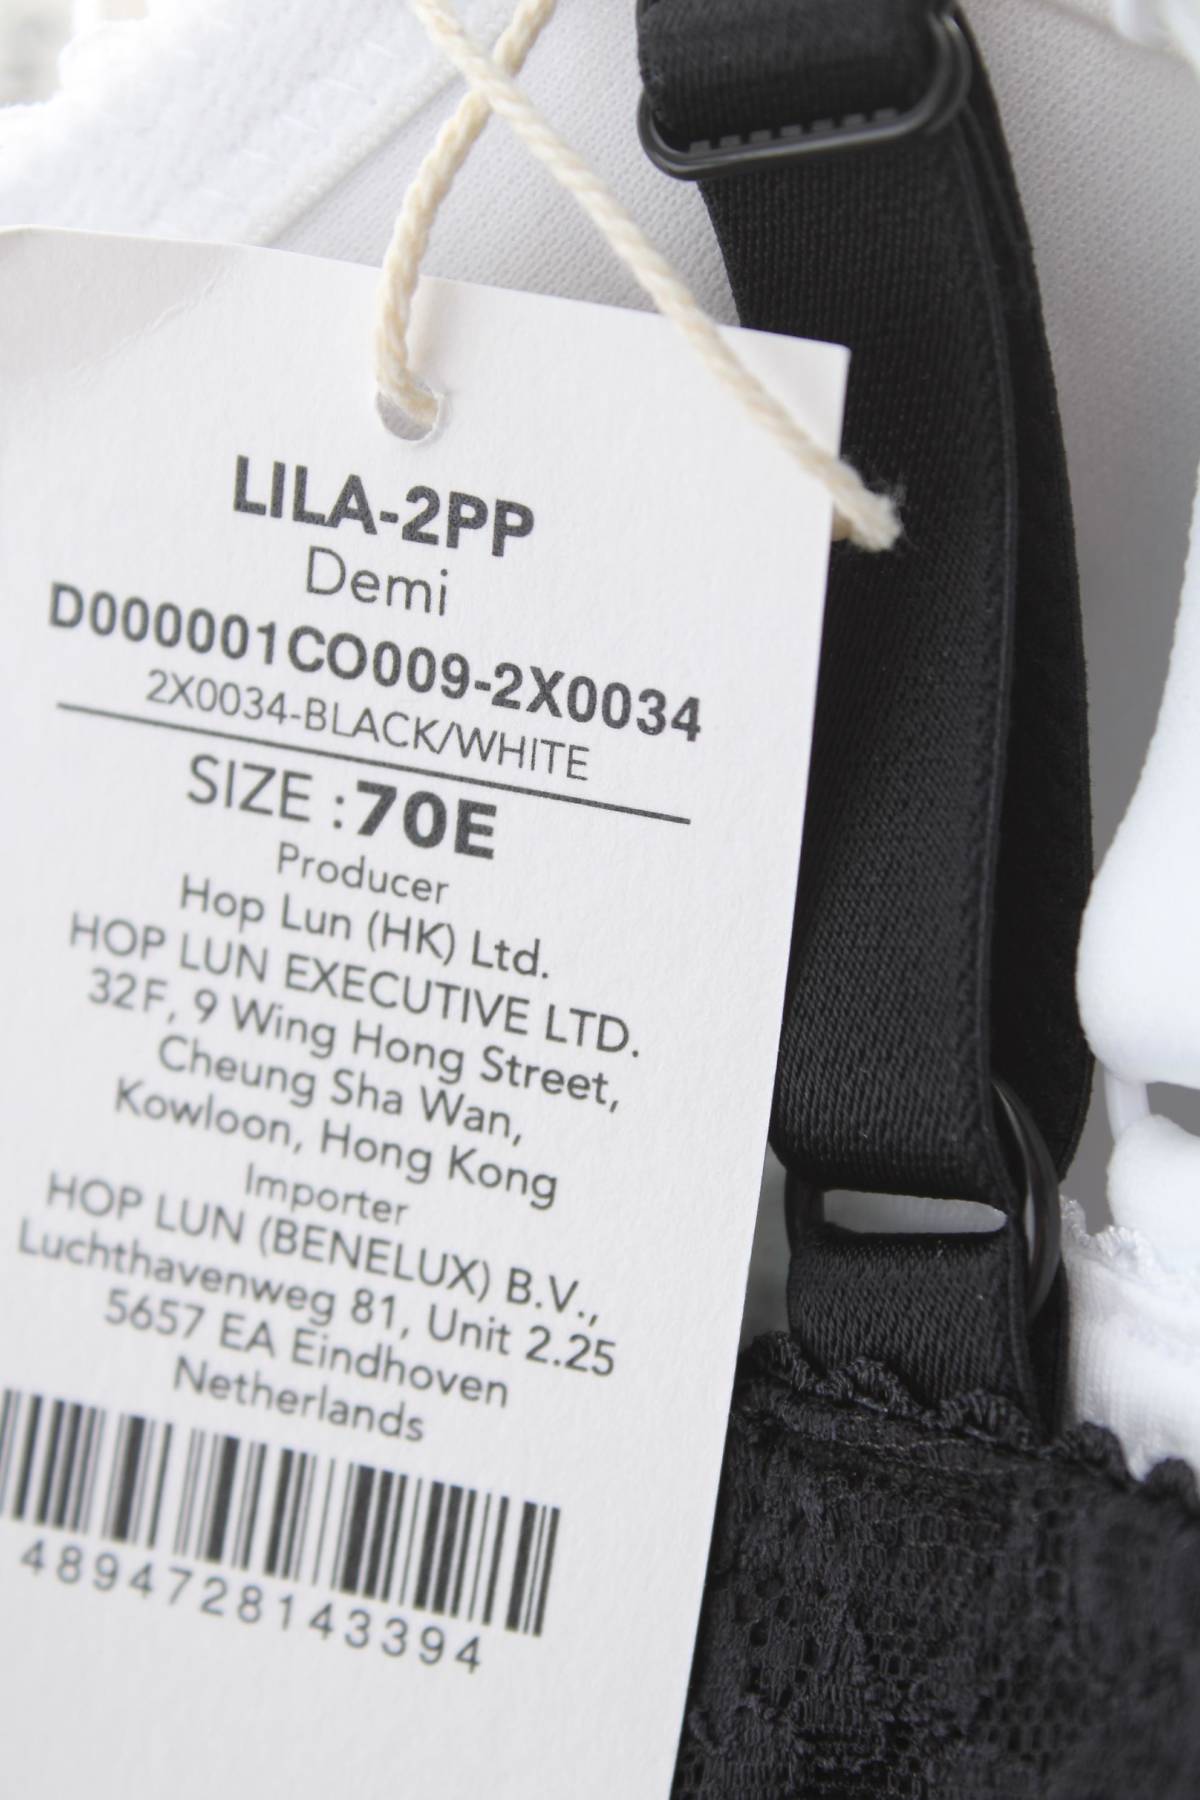 LILA-2PP
Demi
D000001CO009-2X0034
2X0034-BLACK/WHITE
SIZE :70E
Producer
Hop Lun (HK) Ltd.
HOP LUN EXECUTIVE LTD.
32F, 9 Wing Hong Street,
Cheung Sha Wan,
Kowloon, Hong Kong
Importer
HOP LUN (BENELUX) B.V.,
Luchthavenweg 81, Unit 2.25
5657 EA Eindhoven
Netherlands
4894728143394